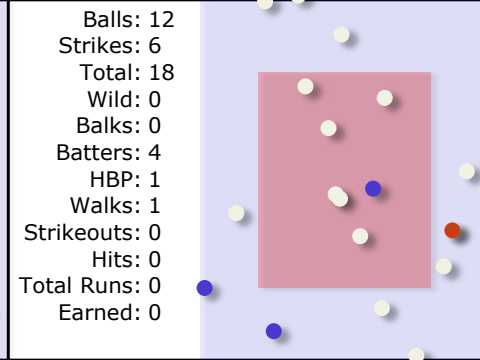 Balls: 12
Strikes: 6
Total: 18
Wild: 0
Balks: 0
Batters: 4
HBP: 1
Walks: 1
Strikeouts: 0
Hits: 0
Total Runs: 0
Earned: 0